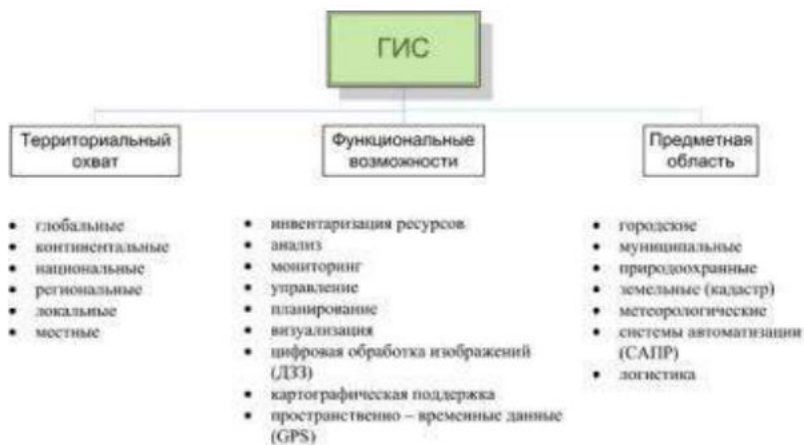 ГИС
Территориальный
охват
Функциональные
возможности
Предметная
область
• глобальные
• континентальные
• национальные
• региональные
• локальные
• местные
• инвентаризация ресурсов
• анализ
• мониторинг
• управление
• планирование
• визуализация
• цифровая обработка изображений
(ДЗЗ)
• картографическая поддержка
• пространственно – временные данные
(GPS)
• городские
• муниципальные
• природоохранные
• земельные (кадастр)
• метеорологические
• системы автоматизации
(САПР)
• логистика